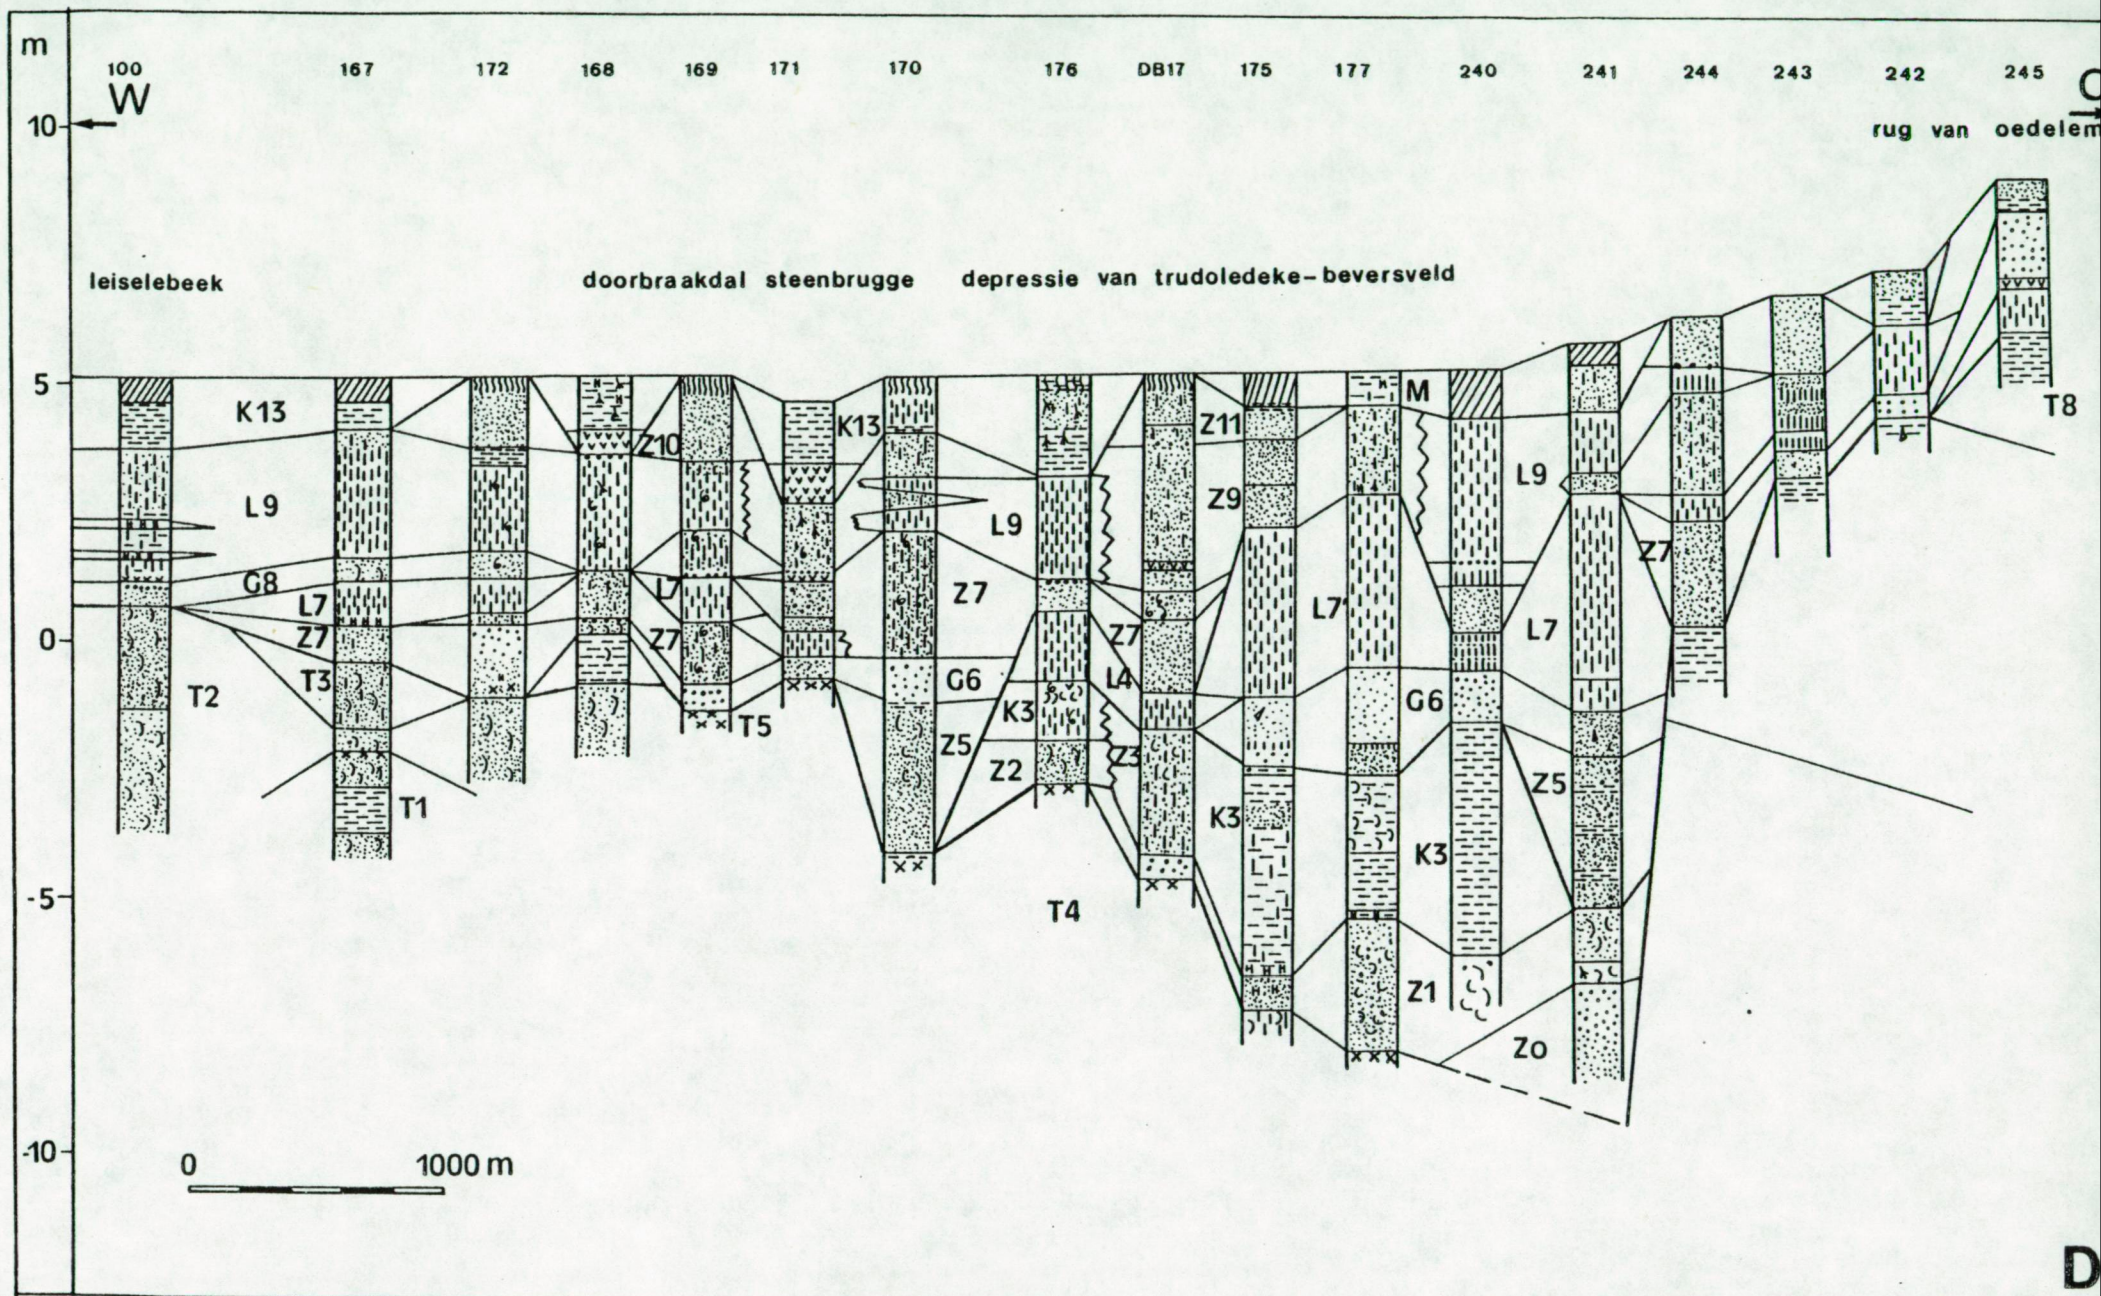 m
100 167 172 168 169 171 170 176 DB17 175 177 240 241 244 243 242 245
W
10
rug van oedelem
leiselebeek doorbraakdal steenbrugge depressie van trudoledeke-beversveld
5
K13 Z10 K13 Z11 M T8
L9 L9 Z9 L9
G8 L7 L7 Z7 Z7 L7' L7
L7 Z7
0
Z7 Z7 L4
T3 T2 G6 G6
T5 K3 Z5 Z2 Z3 Z5
T1 K3 K3
-5
T4
Z1
Z0
-10
0 1000 m
D